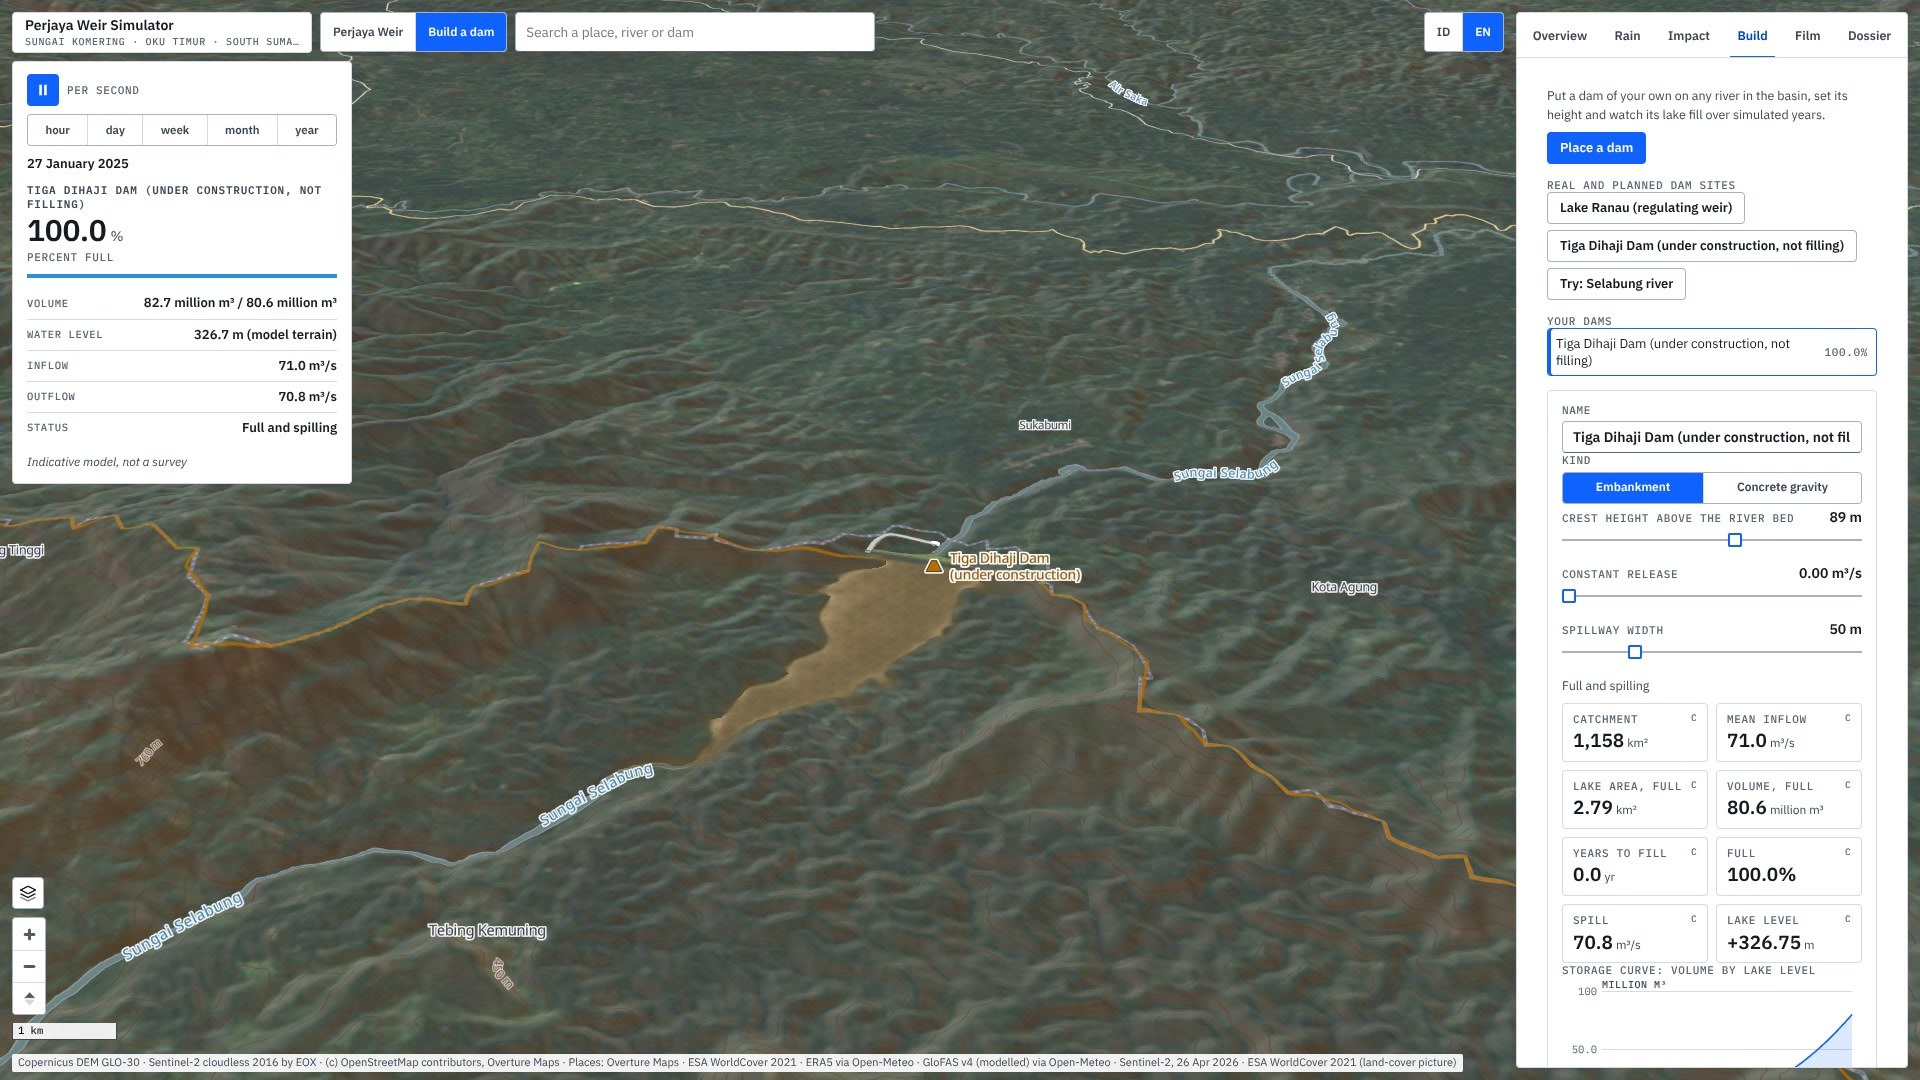 Perjaya Weir Simulator
SUNGAI KOMERING · OKU TIMUR · SOUTH SUMA…
Perjaya Weir
Build a dam
Search a place, river or dam
ID
EN
Overview
Rain
Impact
Build
Film
Dossier
PER SECOND
hour
day
week
month
year
27 January 2025
TIGA DIHAJI DAM (UNDER CONSTRUCTION, NOT
FILLING)
100.0 %
PERCENT FULL
VOLUME 82.7 million m³ / 80.6 million m³
WATER LEVEL 326.7 m (model terrain)
INFLOW 71.0 m³/s
OUTFLOW 70.8 m³/s
STATUS Full and spilling
Indicative model, not a survey
Air Saka
Sungai Selabung
Sukabumi
Sungai Selabung
g Tinggi
Tiga Dihaji Dam
(under construction)
Kota Agung
760 m
Sungai Selabung
Sungai Selabung
Tebing Kemuning
1 km
Copernicus DEM GLO-30 · Sentinel-2 cloudless 2016 by EOX · (c) OpenStreetMap contributors, Overture Maps · Places: Overture Maps · ESA WorldCover 2021 · ERA5 via Open-Meteo · GloFAS v4 (modelled) via Open-Meteo · Sentinel-2, 26 Apr 2026 · ESA WorldCover 2021 (land-cover picture)
Put a dam of your own on any river in the basin, set its
height and watch its lake fill over simulated years.
Place a dam
REAL AND PLANNED DAM SITES
Lake Ranau (regulating weir)
Tiga Dihaji Dam (under construction, not filling)
Try: Selabung river
YOUR DAMS
Tiga Dihaji Dam (under construction, not
filling)
100.0%
NAME
Tiga Dihaji Dam (under construction, not fil
KIND
Embankment
Concrete gravity
CREST HEIGHT ABOVE THE RIVER BED 89 m
CONSTANT RELEASE 0.00 m³/s
SPILLWAY WIDTH 50 m
Full and spilling
CATCHMENT C
1,158 km²
MEAN INFLOW C
71.0 m³/s
LAKE AREA, FULL C
2.79 km²
VOLUME, FULL C
80.6 million m³
YEARS TO FILL C
0.0 yr
FULL C
100.0%
SPILL C
70.8 m³/s
LAKE LEVEL C
+326.75 m
STORAGE CURVE: VOLUME BY LAKE LEVEL
MILLION M³
100
50.0